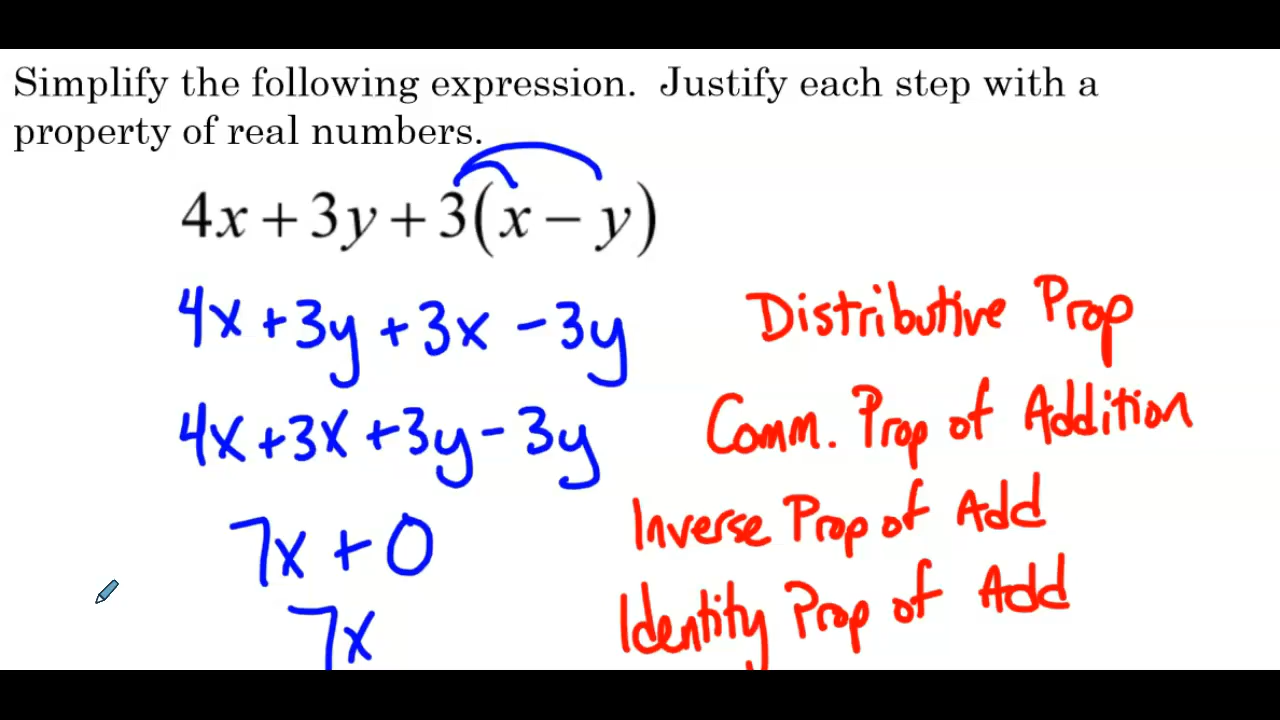 Simplify the following expression.  Justify each step with a
property of real numbers.
4x + 3y + 3(x − y)
4x + 3y + 3x − 3y Distributive Prop
4x + 3x + 3y − 3y Comm. Prop of Addition
7x + 0 Inverse Prop of Add
7x Identity Prop of Add